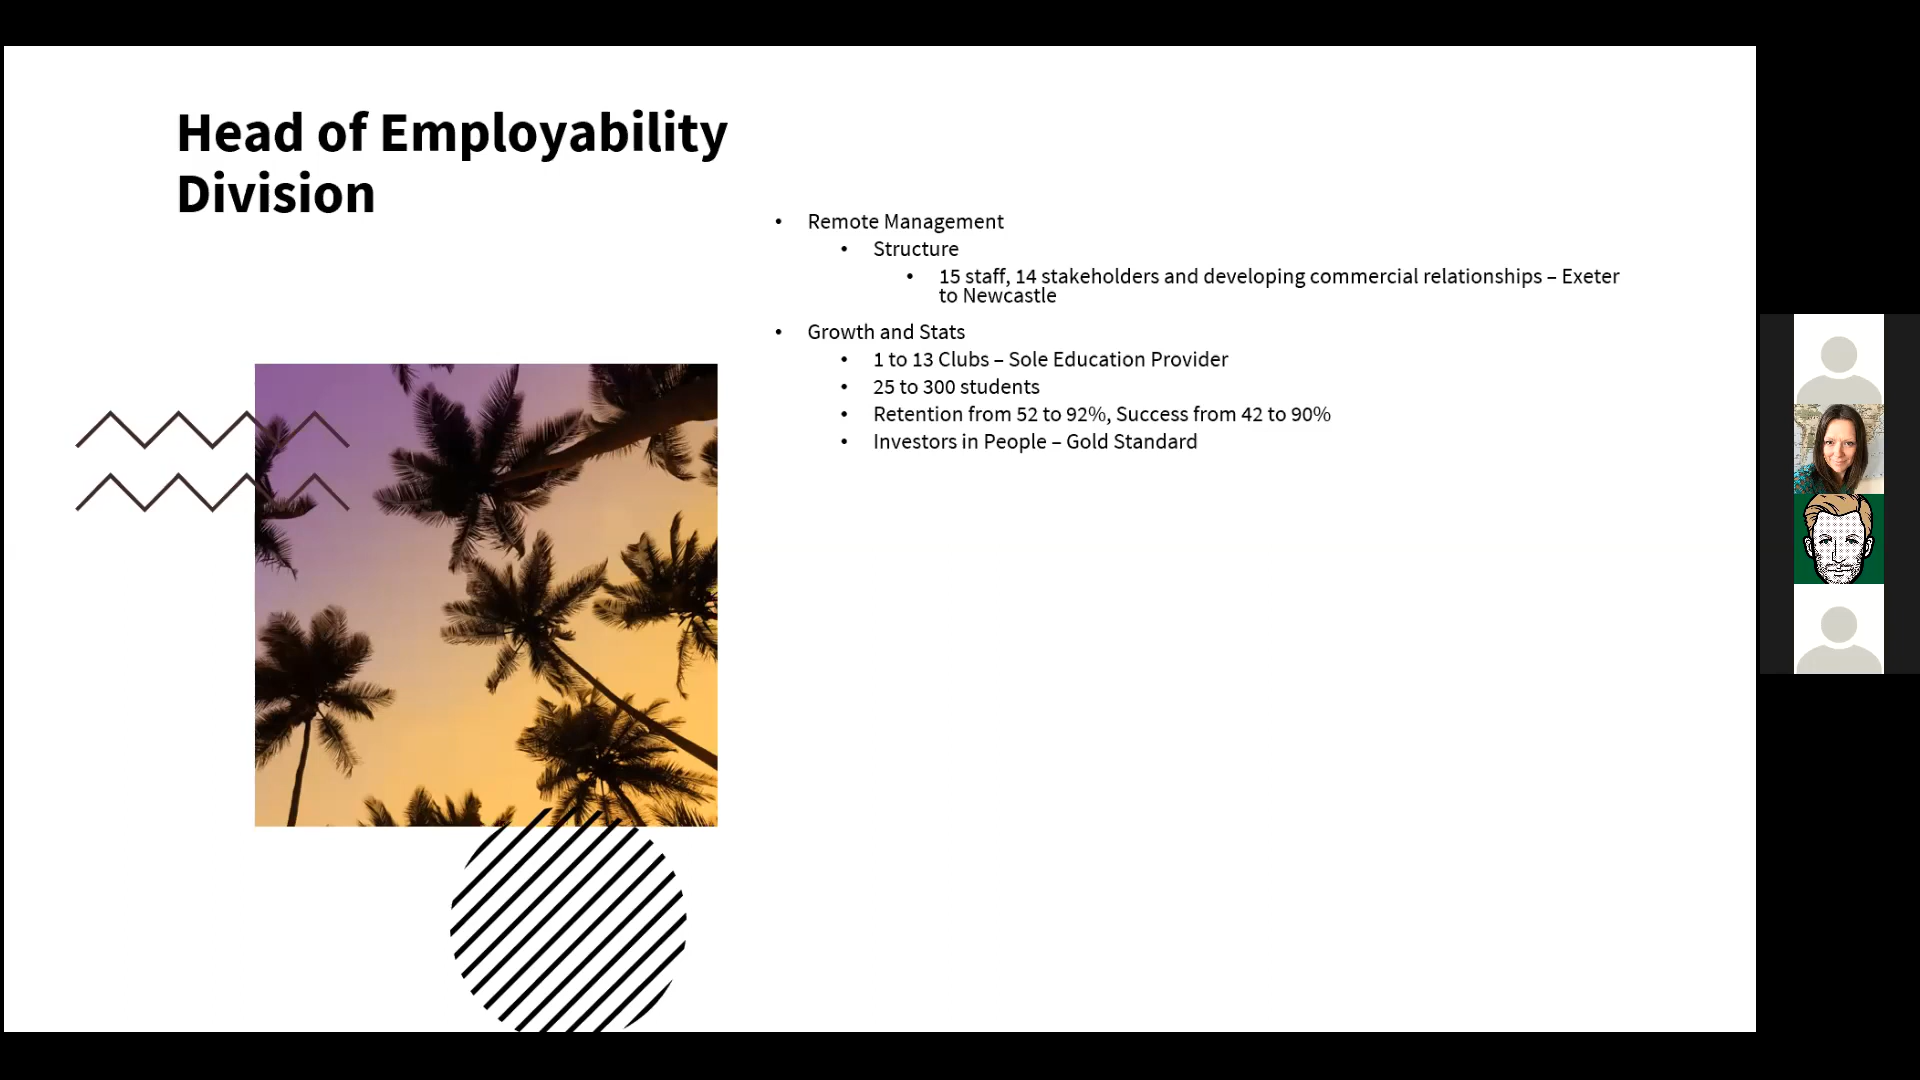 Head of Employability
Division
• Remote Management
• Structure
• 15 staff, 14 stakeholders and developing commercial relationships – Exeter
to Newcastle
• Growth and Stats
• 1 to 13 Clubs – Sole Education Provider
• 25 to 300 students
• Retention from 52 to 92%, Success from 42 to 90%
• Investors in People – Gold Standard